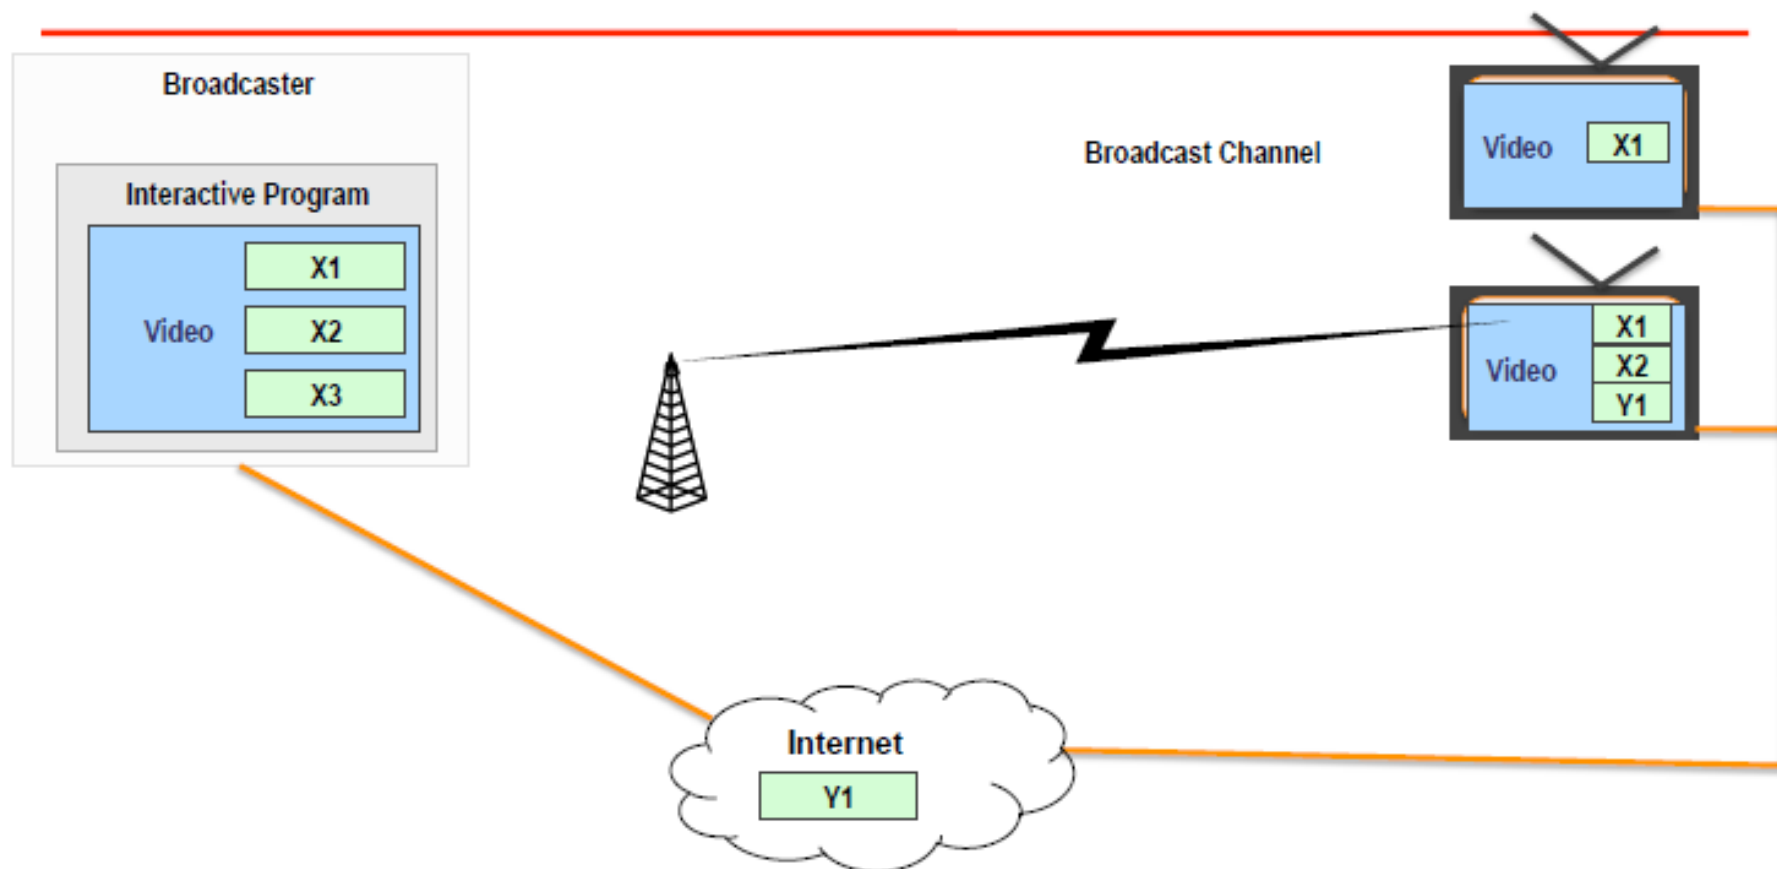 Broadcaster
Interactive Program
Video
X1
X2
X3
Broadcast Channel
Video
X1
Video
X1
X2
Y1
Internet
Y1